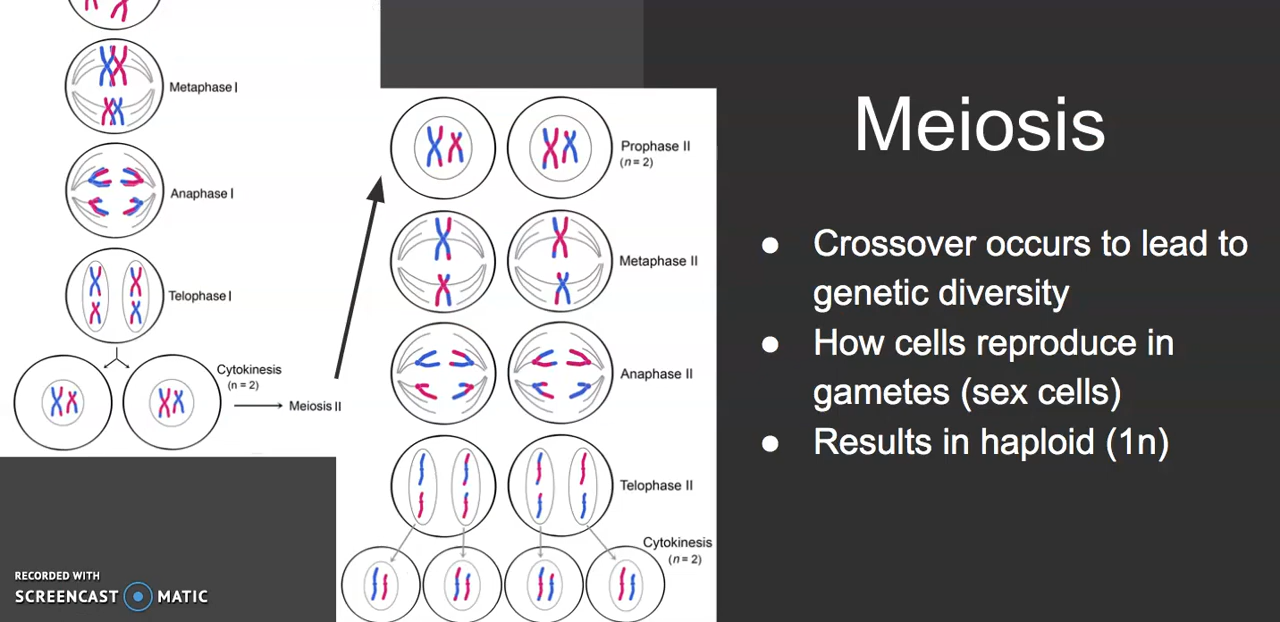 Metaphase I
Anaphase I
Telophase I
Cytokinesis
(n = 2)
Meiosis II
Prophase II
(n = 2)
Metaphase II
Anaphase II
Telophase II
Cytokinesis
(n = 2)
Meiosis
● Crossover occurs to lead to
genetic diversity
● How cells reproduce in
gametes (sex cells)
● Results in haploid (1n)
RECORDED WITH
SCREENCAST MATIC